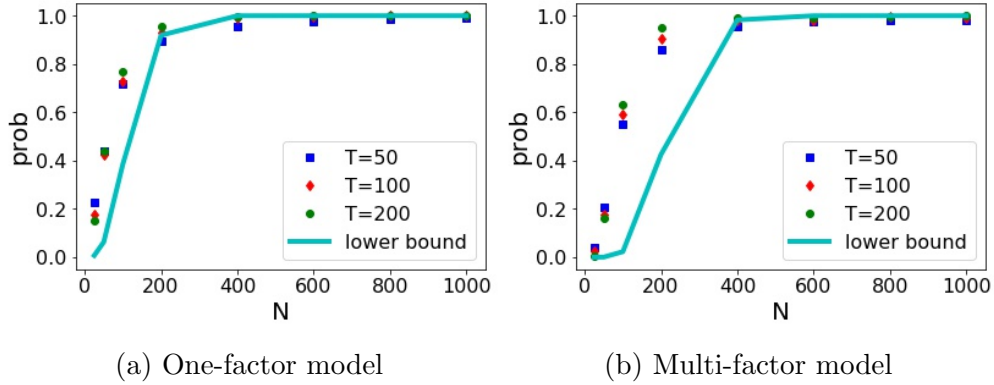 1.0
0.8
0.6
0.4
0.2
0.0
prob
T=50
T=100
T=200
lower bound
0 200 400 600 800 1000
N
(a) One-factor model
1.0
0.8
0.6
0.4
0.2
0.0
prob
T=50
T=100
T=200
lower bound
0 200 400 600 800 1000
N
(b) Multi-factor model